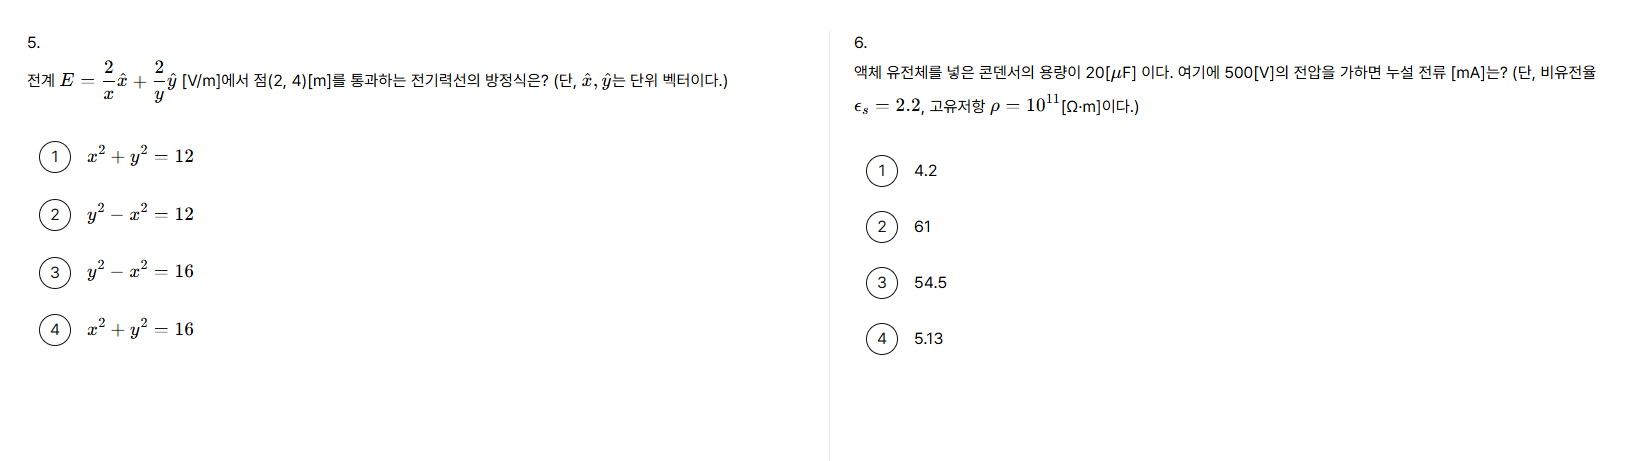 5.
전계 $E = \frac{2}{x}\hat{x} + \frac{2}{y}\hat{y}$ [V/m]에서 점(2, 4)[m]를 통과하는 전기력선의 방정식은? (단, $\hat{x}, \hat{y}$는 단위 벡터이다.)
① $x^2 + y^2 = 12$
② $y^2 - x^2 = 12$
③ $y^2 - x^2 = 16$
④ $x^2 + y^2 = 16$
6.
액체 유전체를 넣은 콘덴서의 용량이 20[$\mu$F] 이다. 여기에 500[V]의 전압을 가하면 누설 전류 [mA]는? (단, 비유전율
$\epsilon_s = 2.2$, 고유저항 $\rho = 10^{11}$[Ω·m]이다.)
① 4.2
② 61
③ 54.5
④ 5.13